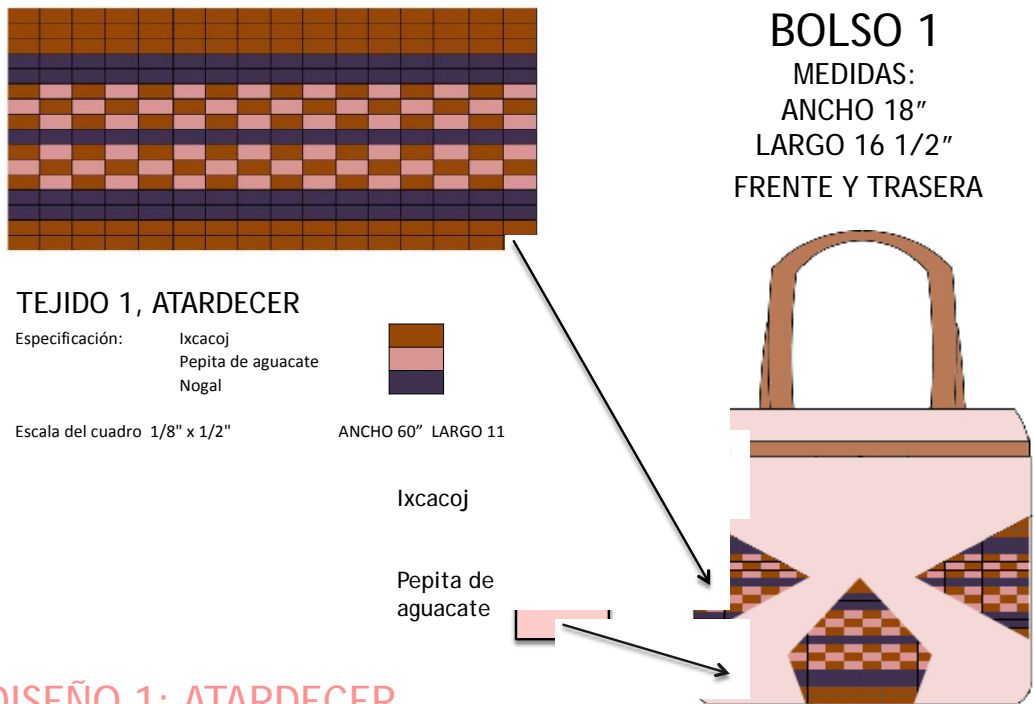 BOLSO 1
MEDIDAS:
ANCHO 18”
LARGO 16 1/2”
FRENTE Y TRASERA
TEJIDO 1, ATARDECER
Especificación: Ixcacoj
Pepita de aguacate
Nogal
Escala del cuadro 1/8" x 1/2" ANCHO 60” LARGO 11
Ixcacoj
Pepita de
aguacate
DISEÑO 1: ATARDECER